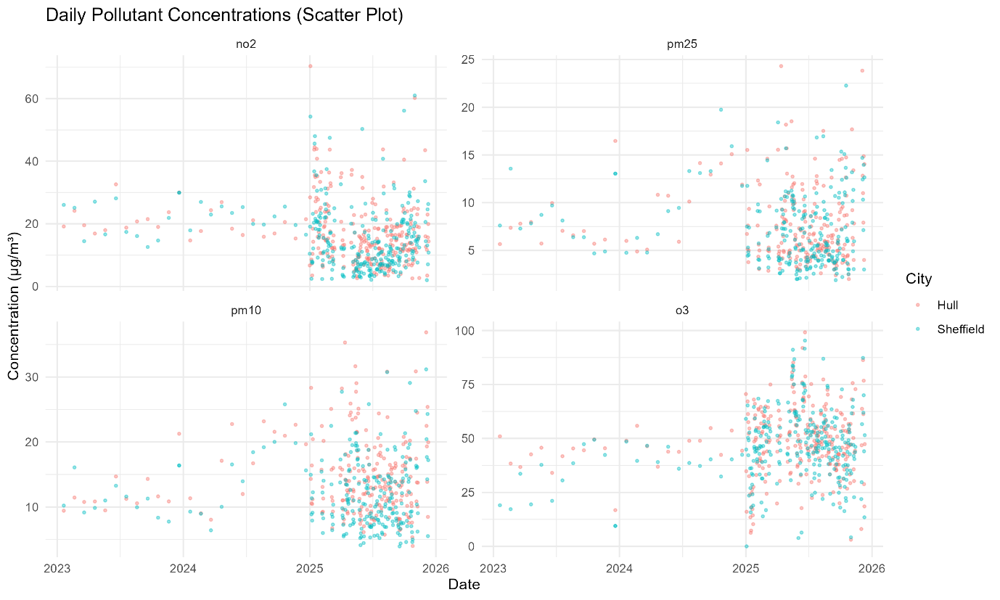 Daily Pollutant Concentrations (Scatter Plot)
no2
pm25
60
40
20
0
25
20
15
10
5
pm10
o3
30
20
10
100
75
50
25
0
2023
2024
2025
2026
2023
2024
2025
2026
Concentration (µg/m³)
Date
City
Hull
Sheffield